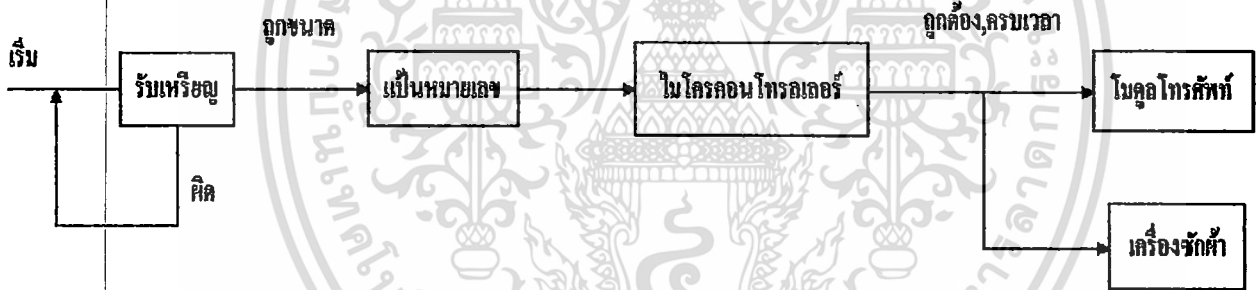 เริ่ม
รับเหรียญ
ผิด
ถูกขนาด
แป้นหมายเลข
ไมโครคอนโทรลเลอร์
ถูกต้อง,ครบเวลา
โมดูลโทรศัพท์
เครื่องซักผ้า